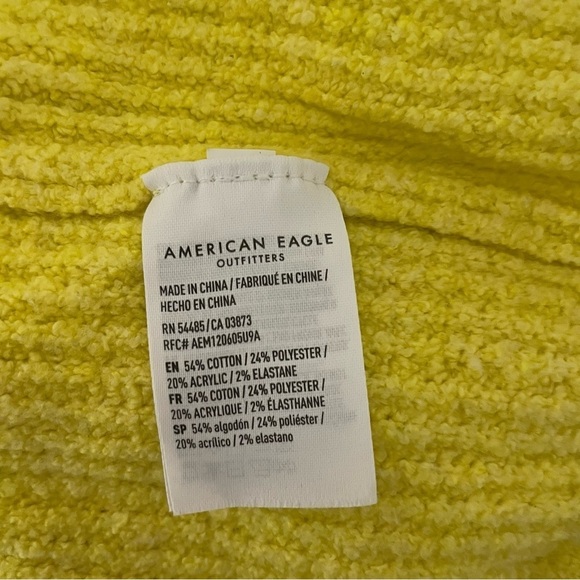 AMERICAN EAGLE
OUTFITTERS
MADE IN CHINA / FABRIQUÉ EN CHINE /
HECHO EN CHINA
RN 54485 / CA 03873
RFC# AEM120605U9A
EN 54% COTTON / 24% POLYESTER /
20% ACRYLIC / 2% ELASTANE
FR 54% COTON / 24% POLYESTER /
20% ACRYLIQUE / 2% ÉLASTHANNE
SP 54% algodón / 24% poliéster /
20% acrílico / 2% elastano